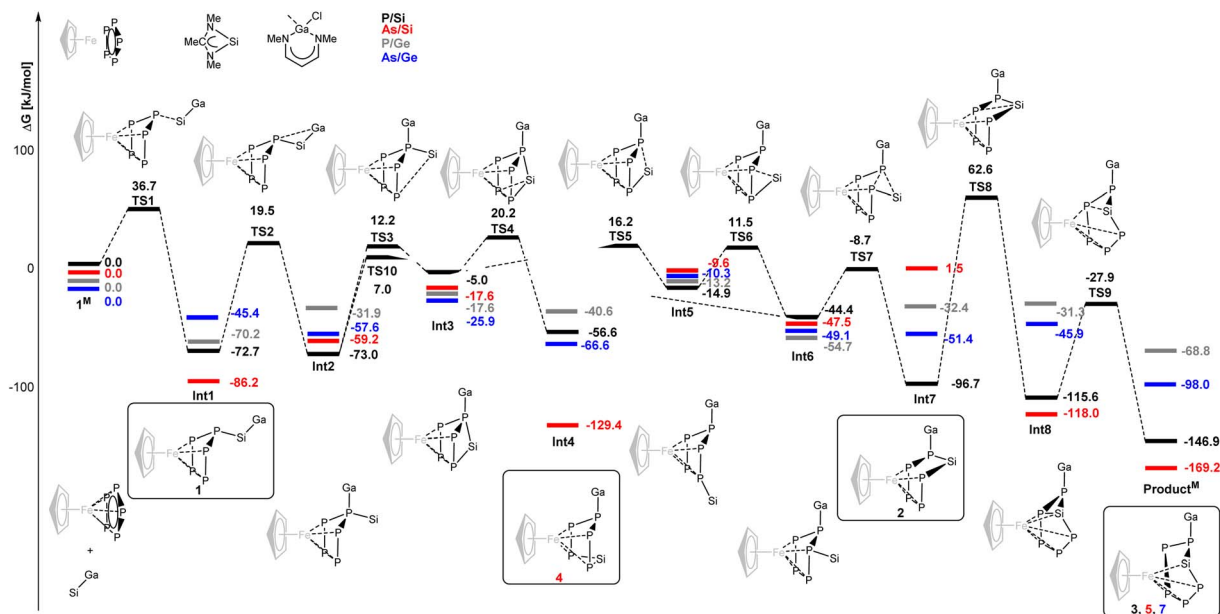 ΔG [kJ/mol]
100
0
-100
Fe
P
P
P
P
P
MeC
N
Me
N
Me
Si
Cl
Ga
MeN
NMe
P/Si
As/Si
P/Ge
As/Ge
36.7
TS1
19.5
TS2
12.2
TS3
TS10
7.0
20.2
TS4
16.2
TS5
11.5
TS6
-8.7
TS7
62.6
TS8
-27.9
TS9
0.0
0.0
0.0
0.0
1M
-45.4
-70.2
-72.7
-86.2
Int1
-31.9
-57.6
-59.2
-73.0
Int2
-5.0
-17.6
-17.6
-25.9
Int3
-40.6
-56.6
-66.6
-129.4
Int4
-9.6
-10.3
-13.2
-14.9
Int5
-44.4
-47.5
-49.1
-54.7
Int6
1.5
-32.4
-51.4
-96.7
Int7
-31.3
-45.9
-115.6
-118.0
Int8
-68.8
-98.0
-146.9
-169.2
ProductM
1
4
2
3, 5, 7
+
Si
Ga